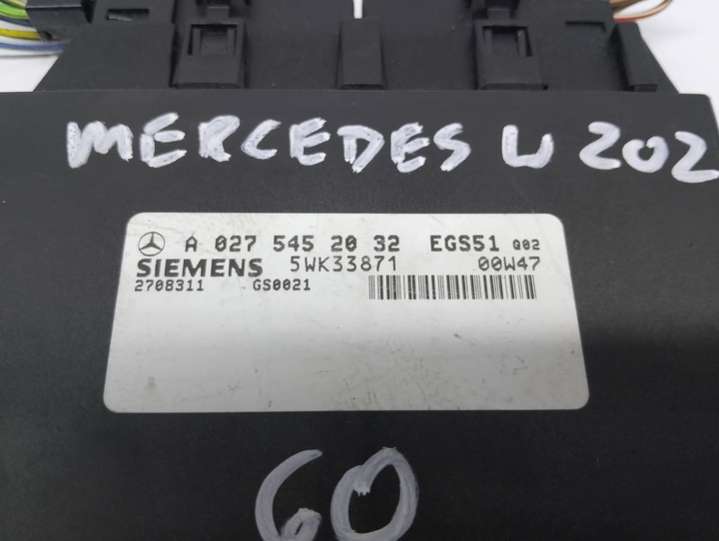 MERCEDES W 202
A 027 545 20 32 EGS51 Q02
SIEMENS 5WK33871 00W47
2708311 GS0021
60